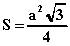 S = a²√3 / 4